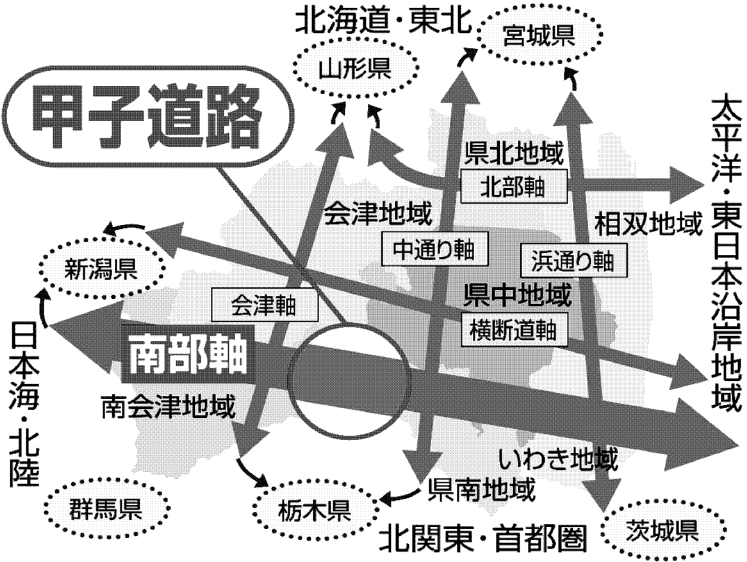 北海道・東北
宮城県
山形県
甲子道路
太平洋・東日本沿岸地域
県北地域
北部軸
会津地域
相双地域
中通り軸
浜通り軸
新潟県
県中地域
会津軸
横断道軸
日本海・北陸
南部軸
南会津地域
いわき地域
県南地域
群馬県
栃木県
北関東・首都圏
茨城県